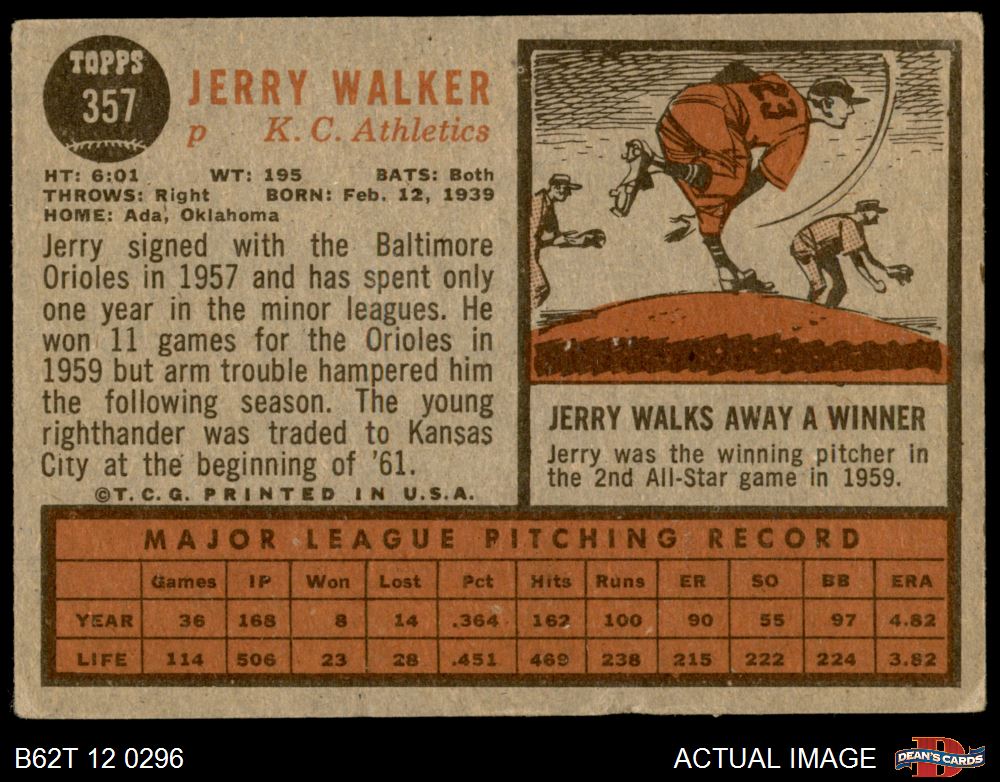 TOPPS
357
JERRY WALKER
p K. C. Athletics
HT: 6:01 WT: 195 BATS: Both
THROWS: Right BORN: Feb. 12, 1939
HOME: Ada, Oklahoma
Jerry signed with the Baltimore
Orioles in 1957 and has spent only
one year in the minor leagues. He
won 11 games for the Orioles in
1959 but arm trouble hampered him
the following season. The young
righthander was traded to Kansas
City at the beginning of '61.
©T. C. G. PRINTED IN U.S.A.
23
JERRY WALKS AWAY A WINNER
Jerry was the winning pitcher in
the 2nd All-Star game in 1959.
MAJOR LEAGUE PITCHING RECORD
Games IP Won Lost Pct Hits Runs ER SO BB ERA
YEAR 36 168 8 14 .364 162 100 90 55 97 4.82
LIFE 114 506 23 28 .451 469 238 215 222 224 3.82
B62T 12 0296 ACTUAL IMAGE
D
DEAN'S CARDS